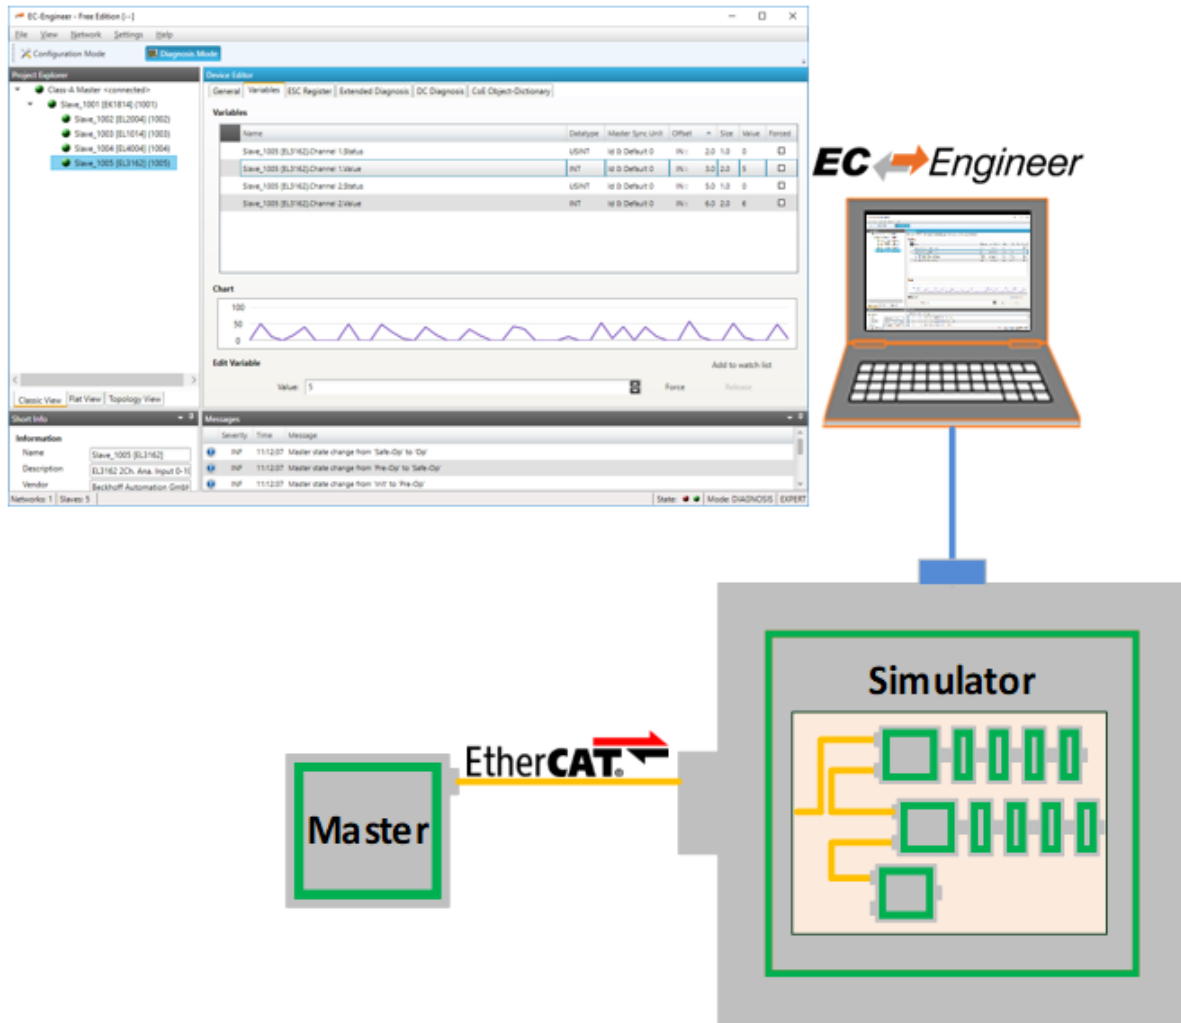 EC-Engineer - Free Edition [--]
File View Network Settings Help
Configuration Mode Diagnosis Mode
Project Explorer
Class-A Master <connected>
Slave_1001 [EK1814] (1001)
Slave_1002 [EL2004] (1002)
Slave_1003 [EL1014] (1003)
Slave_1004 [EL4004] (1004)
Slave_1005 [EL3162] (1005)
Classic View Flat View Topology View
Device Editor
General Variables ESC Register Extended Diagnosis DC Diagnosis CoE Object-Dictionary
Variables
Name Datatype Master Sync Unit Offset Size Value Forced
Slave_1005 [EL3162].Channel 1.Status USINT Id 0: Default 0 IN : 2.0 1.0 0
Slave_1005 [EL3162].Channel 1.Value INT Id 0: Default 0 IN : 3.0 2.0 5
Slave_1005 [EL3162].Channel 2.Status USINT Id 0: Default 0 IN : 5.0 1.0 0
Slave_1005 [EL3162].Channel 2.Value INT Id 0: Default 0 IN : 6.0 2.0 6
Chart
100
50
0
Edit Variable Add to watch list
Value: 5 Force Release
Short Info
Information
Name Slave_1005 [EL3162]
Description EL3162 2Ch. Ana. Input 0-10
Vendor Beckhoff Automation GmbH
Messages
Severity Time Message
INF 11:12:07 Master state change from 'Safe-Op' to 'Op'
INF 11:12:07 Master state change from 'Pre-Op' to 'Safe-Op'
INF 11:12:07 Master state change from 'Init' to 'Pre-Op'
Networks: 1 Slaves: 5 State: Mode: DIAGNOSIS EXPERT
EC Engineer
Simulator
EtherCAT®
Master